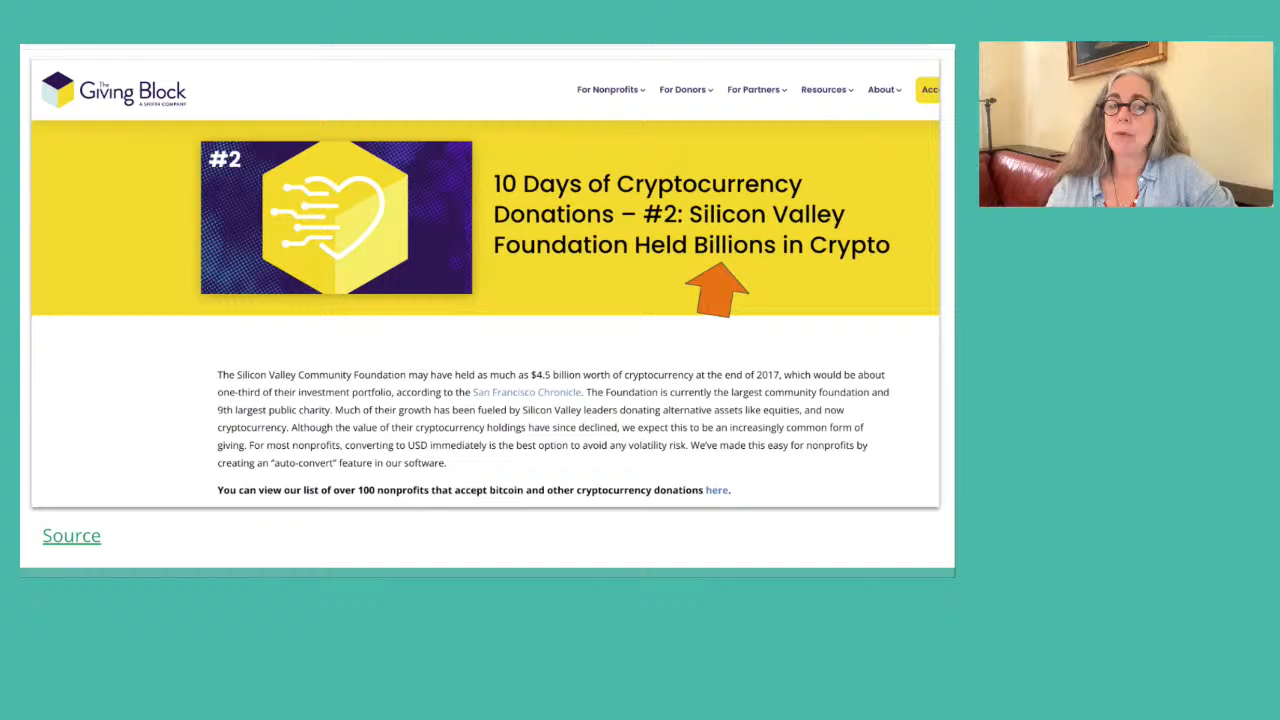 The
Giving Block
A SHIFT4 COMPANY
For Nonprofits
For Donors
For Partners
Resources
About
Acc
#2
10 Days of Cryptocurrency
Donations – #2: Silicon Valley
Foundation Held Billions in Crypto
The Silicon Valley Community Foundation may have held as much as $4.5 billion worth of cryptocurrency at the end of 2017, which would be about
one-third of their investment portfolio, according to the San Francisco Chronicle. The Foundation is currently the largest community foundation and
9th largest public charity. Much of their growth has been fueled by Silicon Valley leaders donating alternative assets like equities, and now
cryptocurrency. Although the value of their cryptocurrency holdings have since declined, we expect this to be an increasingly common form of
giving. For most nonprofits, converting to USD immediately is the best option to avoid any volatility risk. We’ve made this easy for nonprofits by
creating an “auto-convert” feature in our software.
You can view our list of over 100 nonprofits that accept bitcoin and other cryptocurrency donations here.
Source